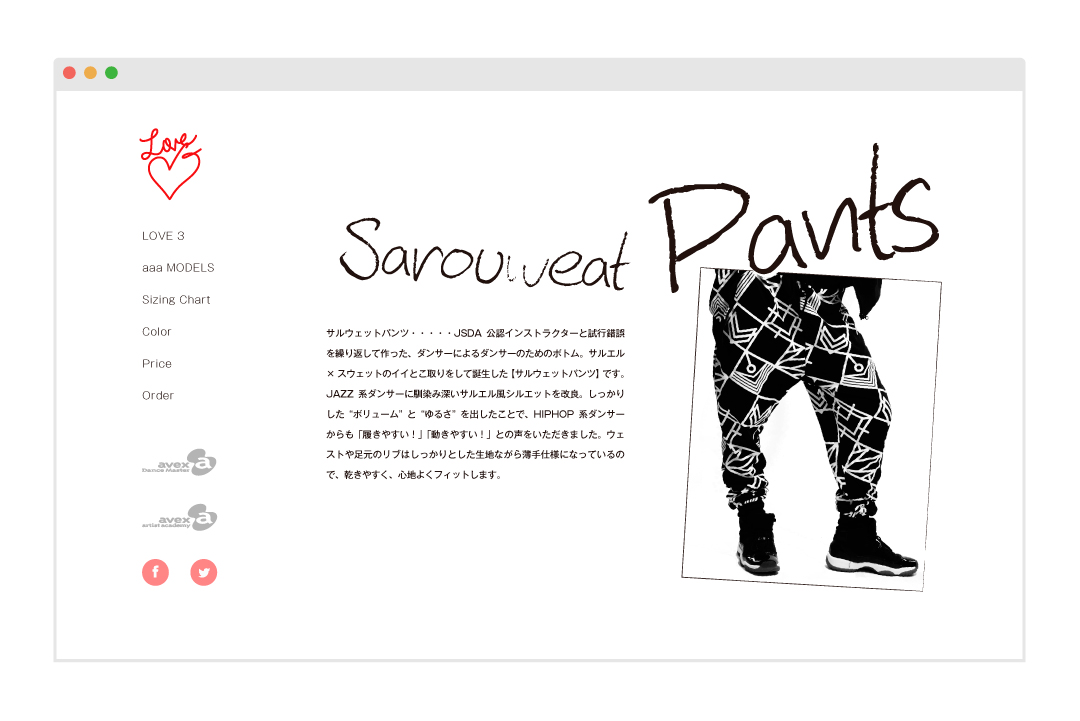 Love
LOVE 3
aaa MODELS
Sizing Chart
Color
Price
Order
avex
Dance Master
a
avex
artist academy
a
Sarouweat Pants
サルウェットパンツ・・・・・JSDA 公認インストラクターと試行錯誤
を繰り返して作った、ダンサーによるダンサーのためのボトム。サルエル
× スウェットのイイとこ取りをして誕生した【サルウェットパンツ】です。
JAZZ 系ダンサーに馴染み深いサルエル風シルエットを改良。しっかり
した “ボリューム” と “ゆるさ” を出したことで、HIPHOP 系ダンサー
からも「履きやすい！」「動きやすい！」との声をいただきました。ウェ
ストや足元のリブはしっかりとした生地ながら薄手仕様になっているの
で、乾きやすく、心地よくフィットします。